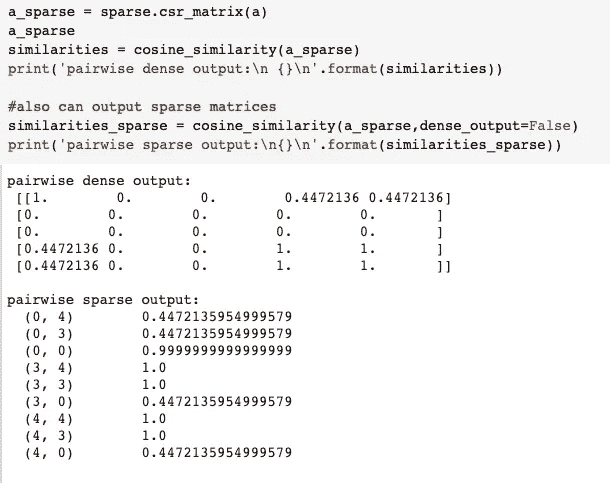 a_sparse = sparse.csr_matrix(a)
a_sparse
similarities = cosine_similarity(a_sparse)
print('pairwise dense output:\n {}\n'.format(similarities))
#also can output sparse matrices
similarities_sparse = cosine_similarity(a_sparse,dense_output=False)
print('pairwise sparse output:\n{}\n'.format(similarities_sparse))
pairwise dense output:
[[1.        0.        0.        0.4472136 0.4472136]
[0.        0.        0.        0.        0.       ]
[0.        0.        0.        0.        0.       ]
[0.4472136 0.        0.        1.        1.       ]
[0.4472136 0.        0.        1.        1.       ]]
pairwise sparse output:
(0, 4)        0.4472135954999579
(0, 3)        0.4472135954999579
(0, 0)        0.9999999999999999
(3, 4)        1.0
(3, 3)        1.0
(3, 0)        0.4472135954999579
(4, 4)        1.0
(4, 3)        1.0
(4, 0)        0.4472135954999579